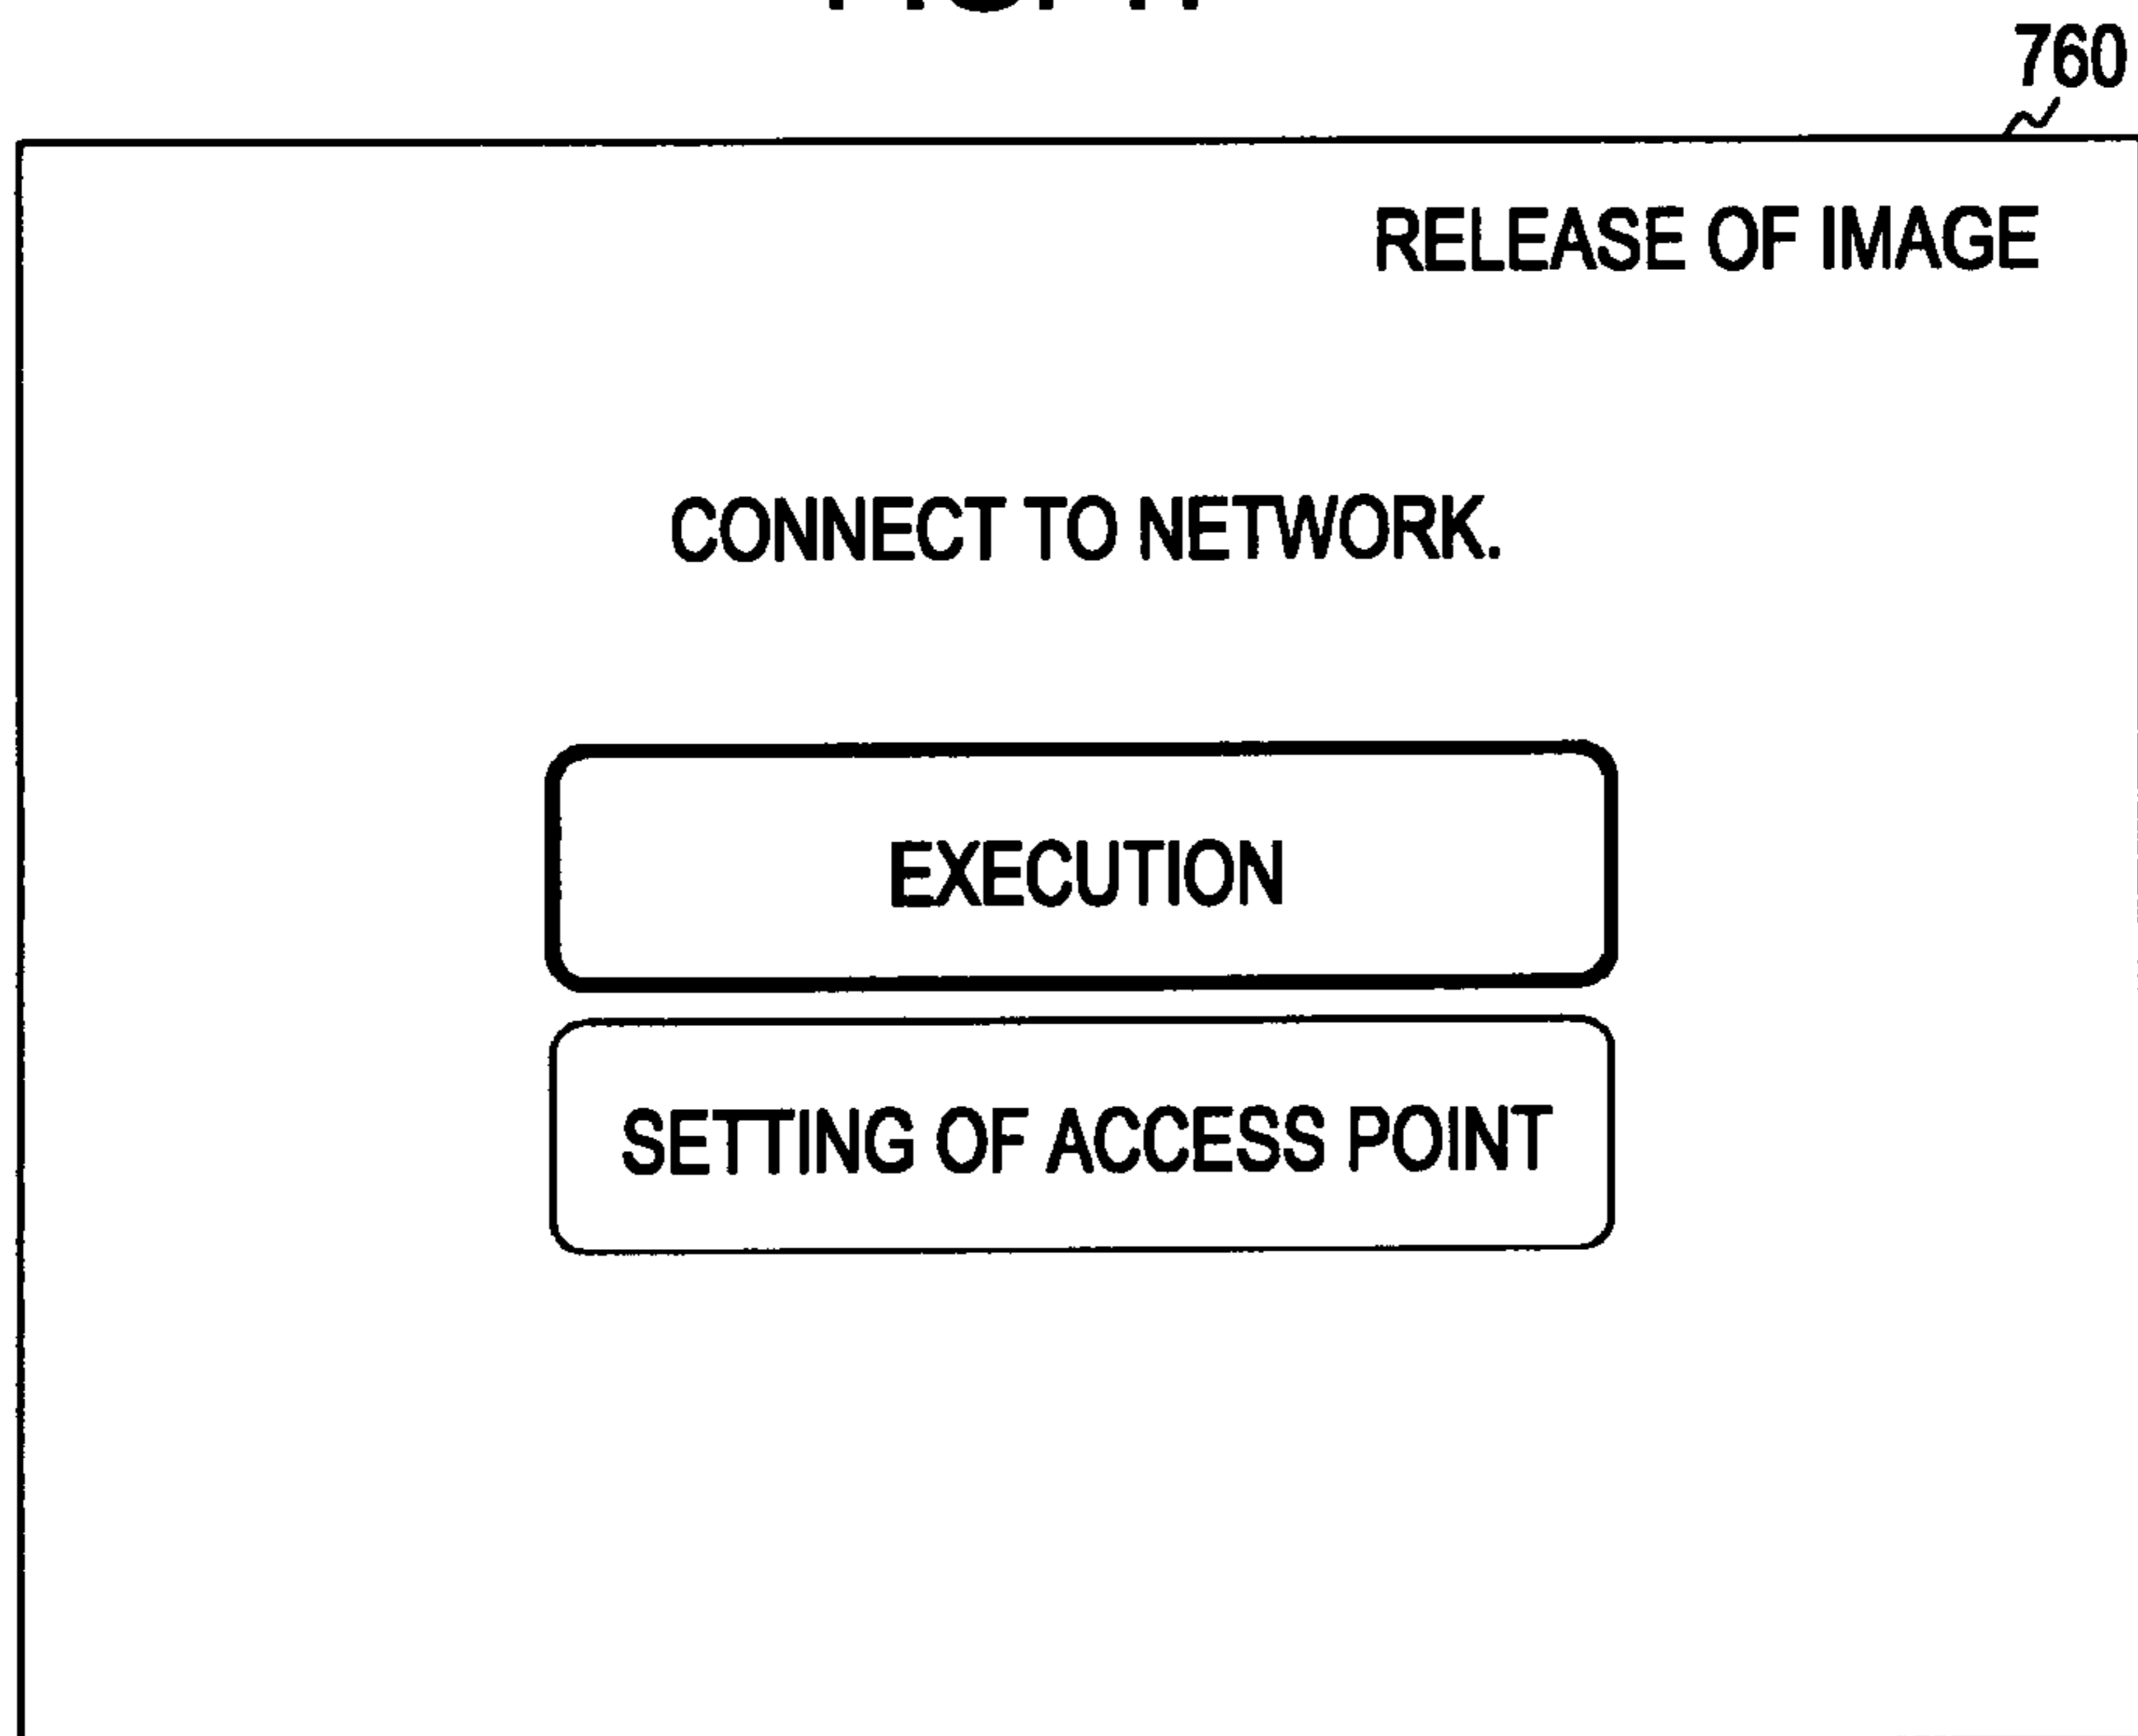 760
RELEASE OF IMAGE
CONNECT TO NETWORK.
EXECUTION
SETTING OF ACCESS POINT